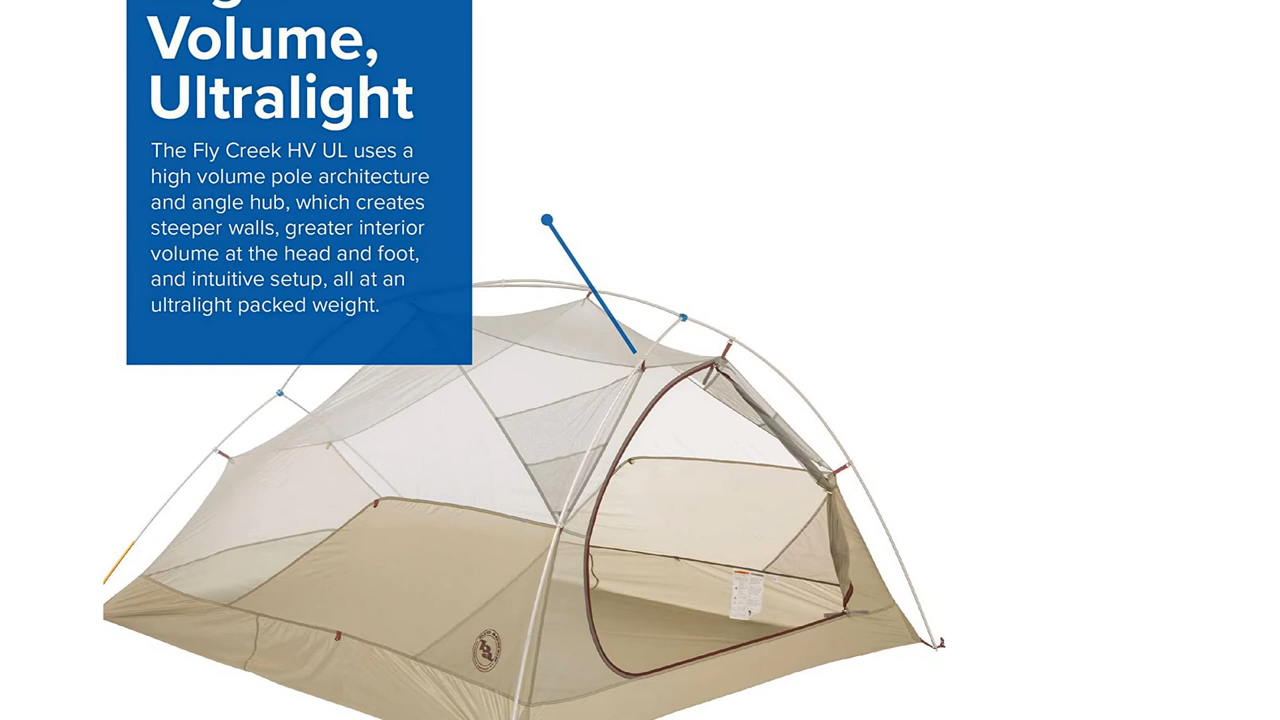 Volume,
Ultralight
The Fly Creek HV UL uses a
high volume pole architecture
and angle hub, which creates
steeper walls, greater interior
volume at the head and foot,
and intuitive setup, all at an
ultralight packed weight.